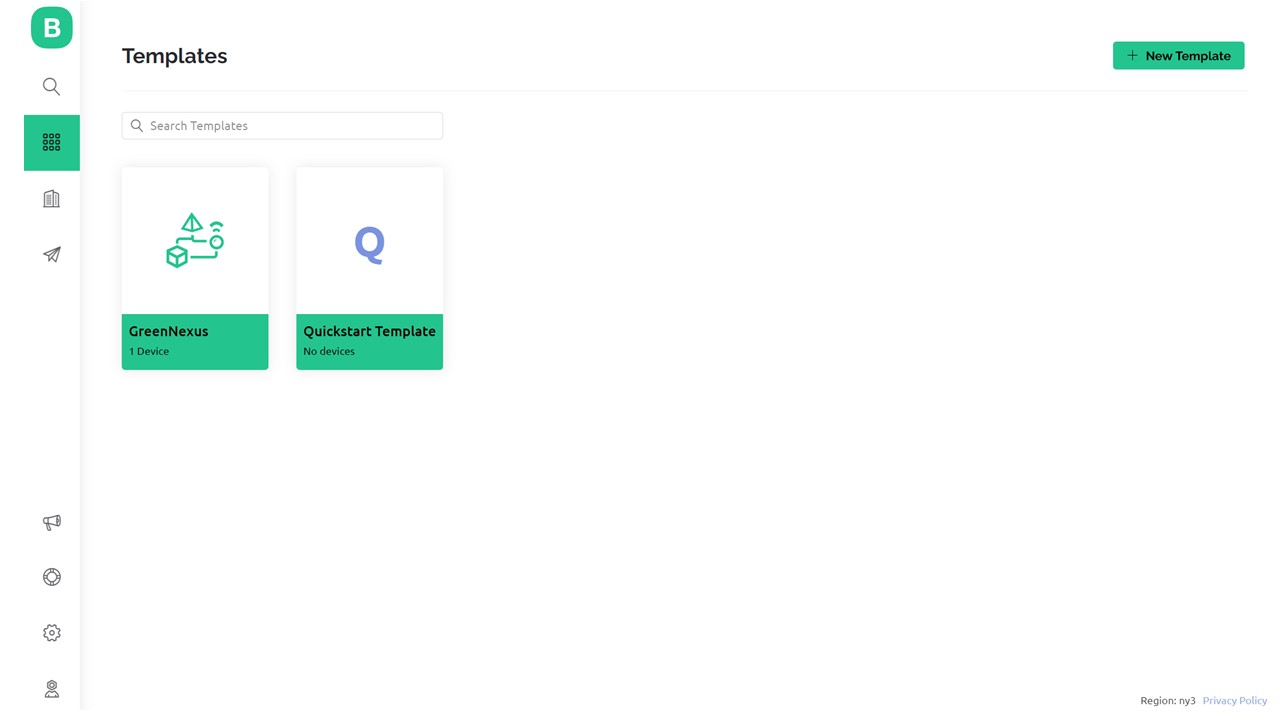 B
Templates
+ New Template
Search Templates
Q
GreenNexus
1 Device
Quickstart Template
No devices
Region: ny3 Privacy Policy